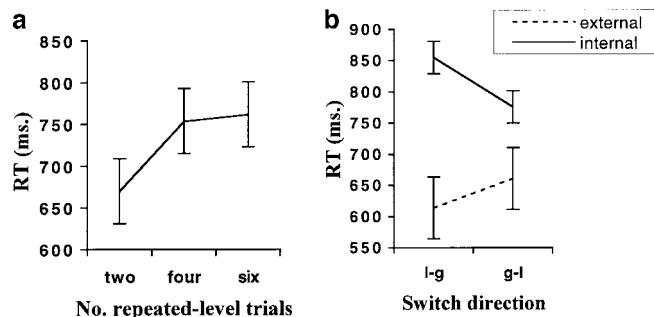 a
RT (ms.)
850
800
750
700
650
600
two four six
No. repeated-level trials
b
external
internal
RT (ms.)
900
850
800
750
700
650
600
550
l-g g-l
Switch direction